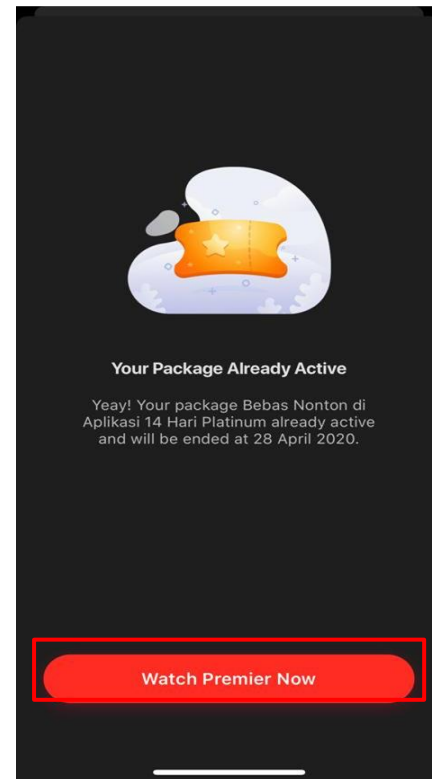 Your Package Already Active
Yeay! Your package Bebas Nonton di
Aplikasi 14 Hari Platinum already active
and will be ended at 28 April 2020.
Watch Premier Now